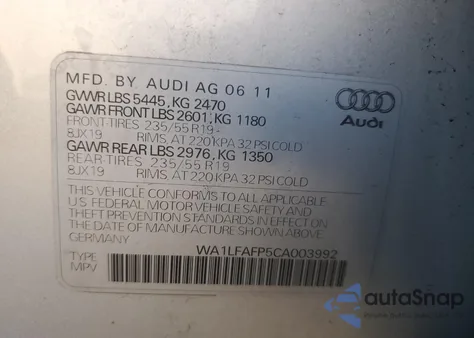 MFD. BY AUDI AG 06 11
GVWR LBS 5445, KG 2470
GAWR FRONT LBS 2601, KG 1180
FRONT-TIRES 235/55 R19 -
8JX19 RIMS, AT 220 KPA 32 PSI COLD
GAWR REAR LBS 2976, KG 1350
REAR-TIRES 235/55 R19
8JX19 RIMS, AT 220 KPA 32 PSI COLD
THIS VEHICLE CONFORMS TO ALL APPLICABLE
U.S. FEDERAL MOTOR VEHICLE SAFETY AND
THEFT PREVENTION STANDARDS IN EFFECT ON
THE DATE OF MANUFACTURE SHOWN ABOVE
GERMANY
WA1LFAFP5CA003992
TYPE
MPV
Audi
autoSnap